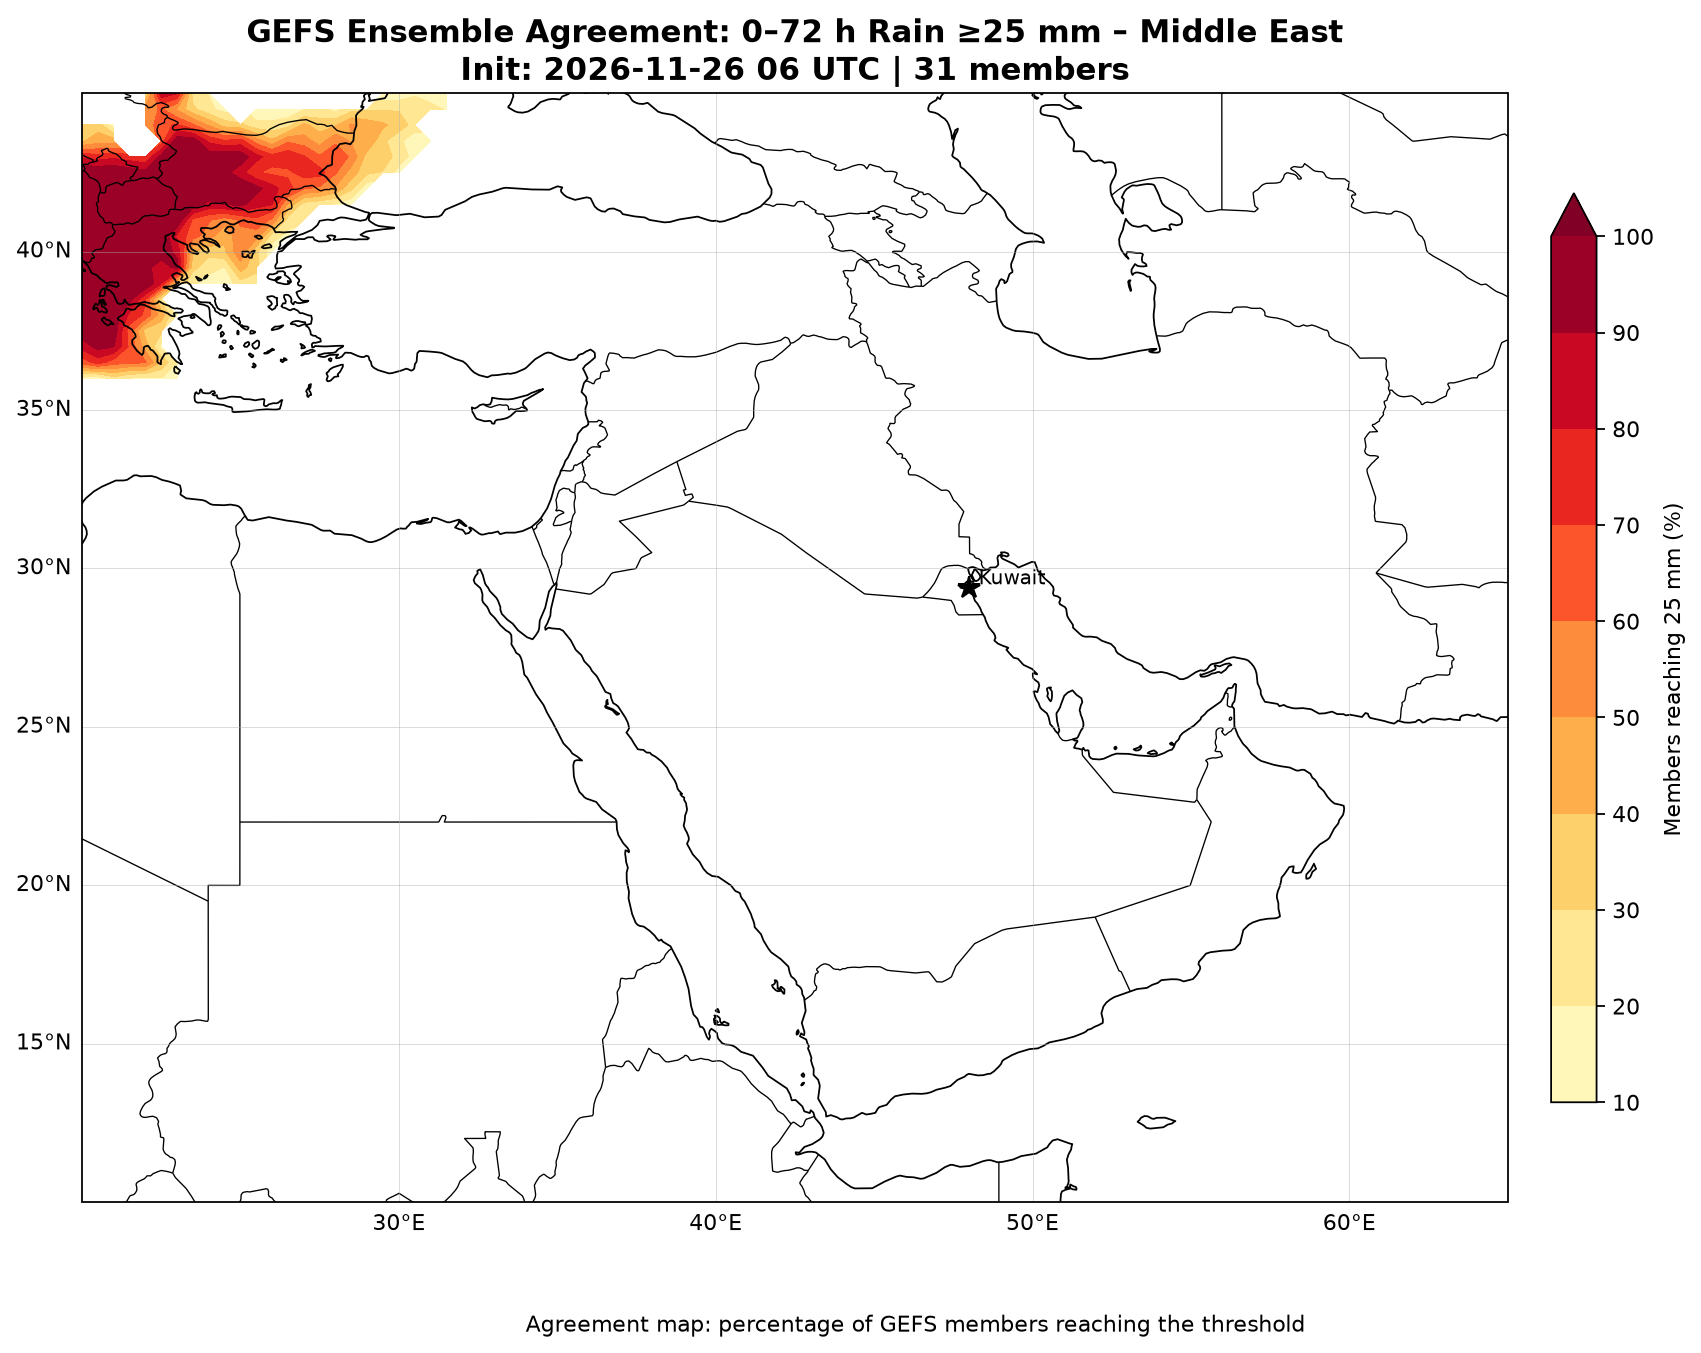 GEFS Ensemble Agreement: 0–72 h Rain ≥25 mm – Middle East
Init: 2026-11-26 06 UTC | 31 members
40°N
35°N
30°N
25°N
20°N
15°N
30°E
40°E
50°E
60°E
Kuwait
100
90
80
70
60
50
40
30
20
10
Members reaching 25 mm (%)
Agreement map: percentage of GEFS members reaching the threshold